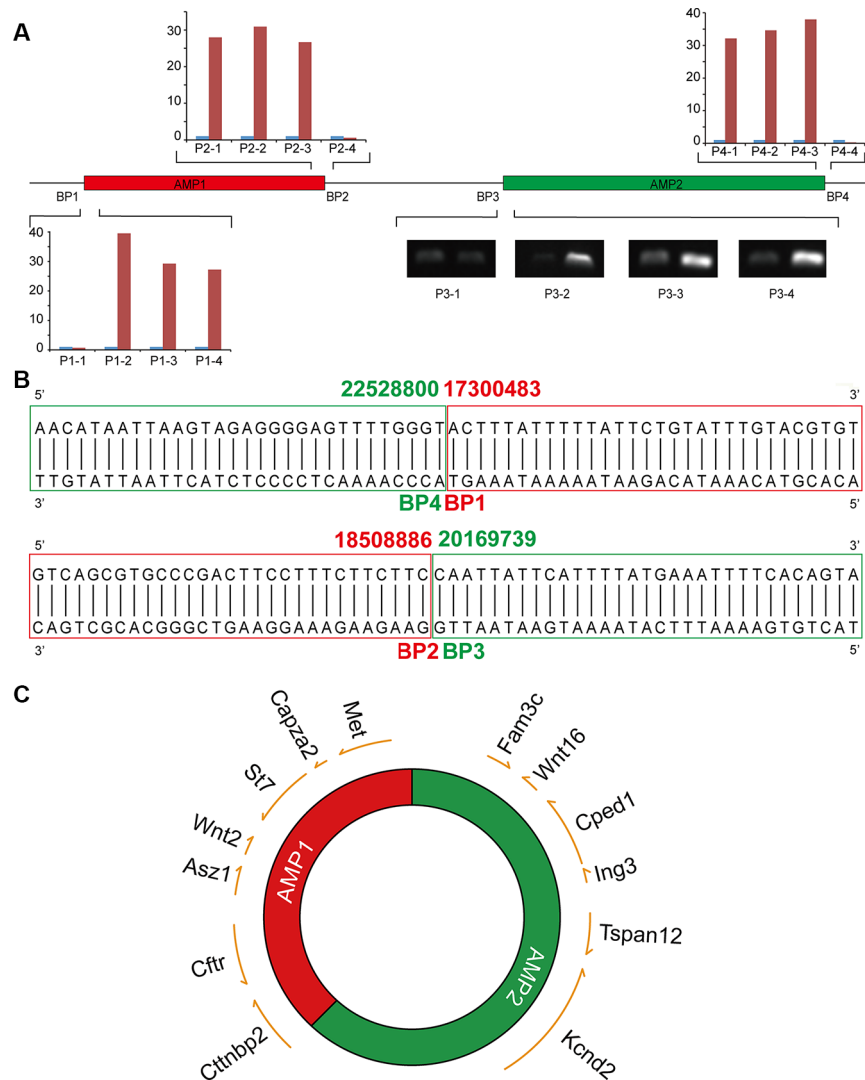 A
30
20
10
0
P2-1 P2-2 P2-3 P2-4
40
30
20
10
0
P4-1 P4-2 P4-3 P4-4
BP1 AMP1 BP2 BP3 AMP2 BP4
40
30
20
10
0
P1-1 P1-2 P1-3 P1-4
P3-1 P3-2 P3-3 P3-4
B
22528800 17300483
5’ 3’
AACATAATTAAGTAGAGGGGAGTTTTGGGTACTTTATTTTTATTCTGTATTTGTACGTGT
TTGTATTAATTCATCTCCCCTCAAAACCCATGAAATAAAAATAAGACATAAACATGCACA
3’ 5’
BP4 BP1
18508886 20169739
5’ 3’
GTCAGCGTGCCCGACTTCCTTTCTTCTTCCAATTATTCATTTTATGAAATTTTCACAGTA
CAGTCGCACGGGCTGAAGGAAAGAAGAAGGTTAATAAGTAAAATACTTTAAAAGTGTCAT
3’ 5’
BP2 BP3
C
Met
Capza2
St7
Wnt2
Asz1
Cftr
Cttnbp2
Fam3c
Wnt16
Cped1
Ing3
Tspan12
Kcnd2
AMP1
AMP2